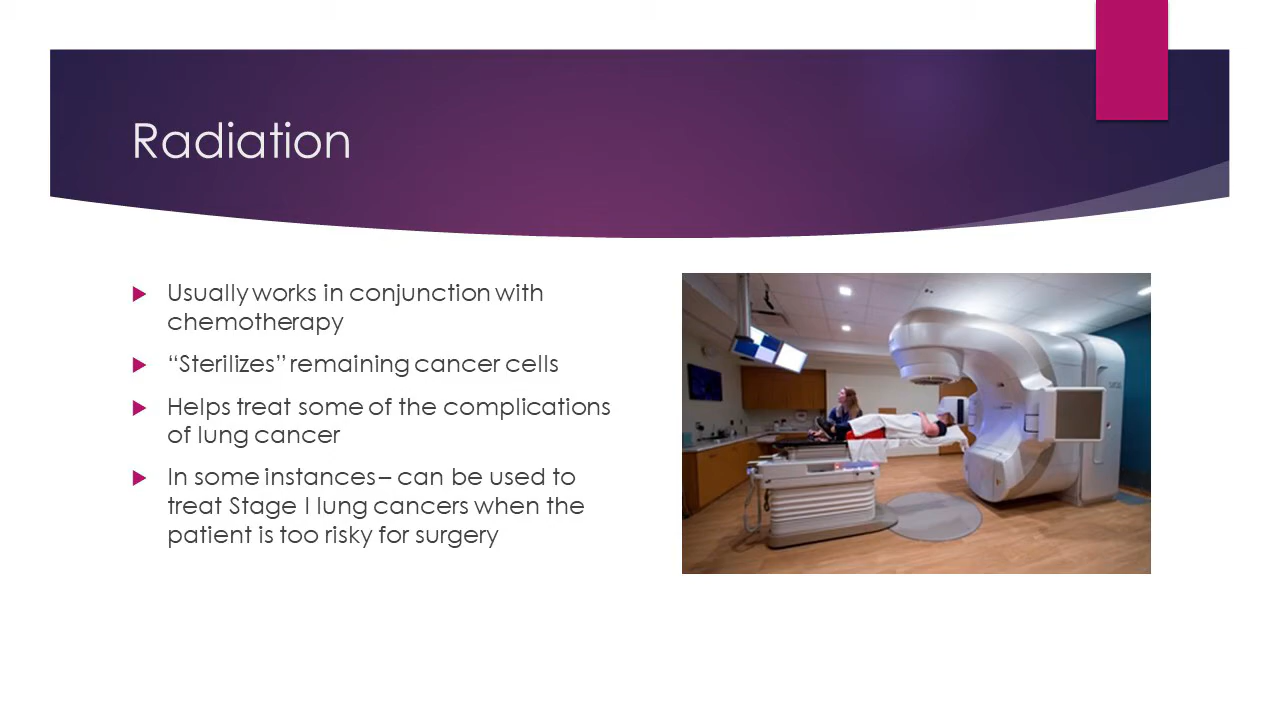 Radiation
Usually works in conjunction with
chemotherapy
“Sterilizes” remaining cancer cells
Helps treat some of the complications
of lung cancer
In some instances – can be used to
treat Stage I lung cancers when the
patient is too risky for surgery